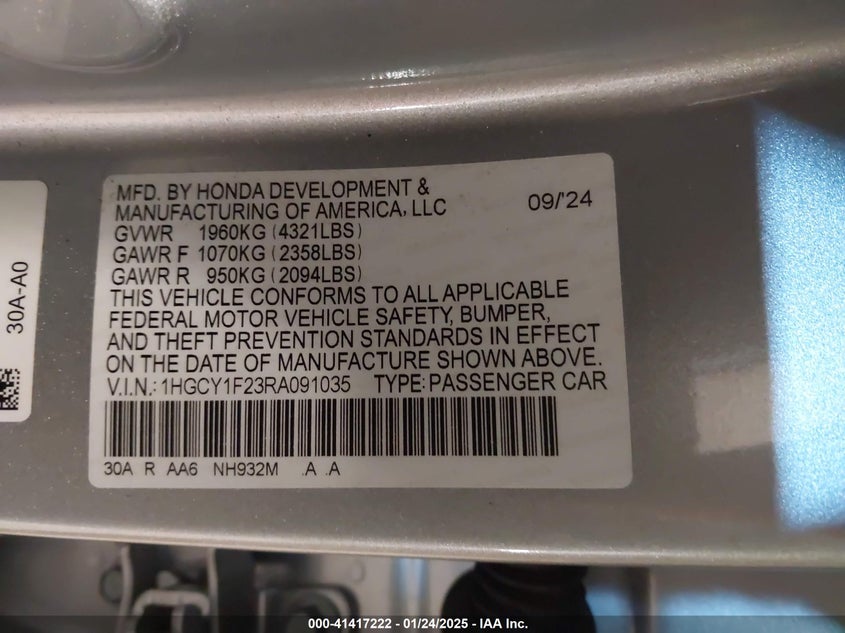 MFD. BY HONDA DEVELOPMENT &
MANUFACTURING OF AMERICA, LLC
09/'24
GVWR 1960KG (4321LBS)
GAWR F 1070KG (2358LBS)
GAWR R 950KG (2094LBS)
THIS VEHICLE CONFORMS TO ALL APPLICABLE
FEDERAL MOTOR VEHICLE SAFETY, BUMPER,
AND THEFT PREVENTION STANDARDS IN EFFECT
ON THE DATE OF MANUFACTURE SHOWN ABOVE.
V.I.N.: 1HGCY1F23RA091035 TYPE: PASSENGER CAR
30A R AA6 NH932M .A .A
30A-A0
000-41417222 - 01/24/2025 - IAA Inc.